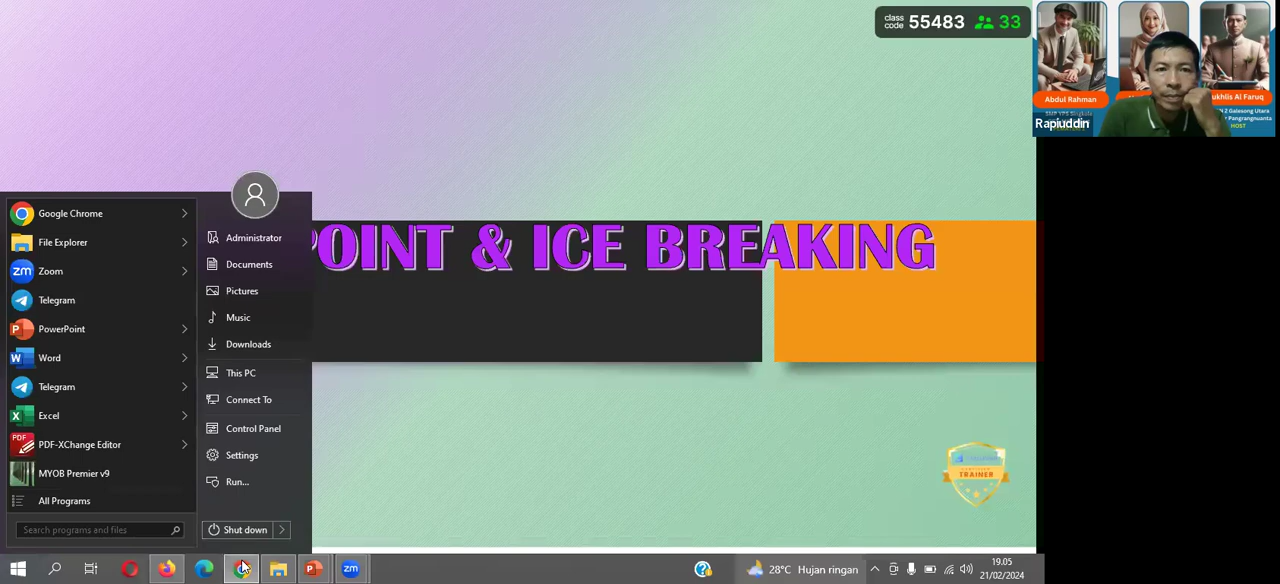 class code 55483 33
Abdul Rahman
ukhlis Al Faruq
HOST
Rapiuddin
POINT & ICE BREAKING
TRAINER
Google Chrome
File Explorer
Zoom
Telegram
PowerPoint
Word
Telegram
Excel
PDF-XChange Editor
MYOB Premier v9
All Programs
Search programs and files
Administrator
Documents
Pictures
Music
Downloads
This PC
Connect To
Control Panel
Settings
Run...
Shut down
28°C Hujan ringan
19.05
21/02/2024